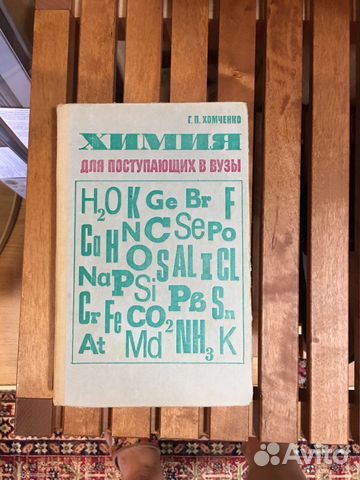 Г. П. ХОМЧЕНКО
ХИМИЯ
ДЛЯ ПОСТУПАЮЩИХ В ВУЗЫ
H₂O K Ge Br F
Ca H N C Se Po
O S Al I CL
Na P Si
Cr Fe CO₂ Pb Sn
At Md NH₃ K
Avito